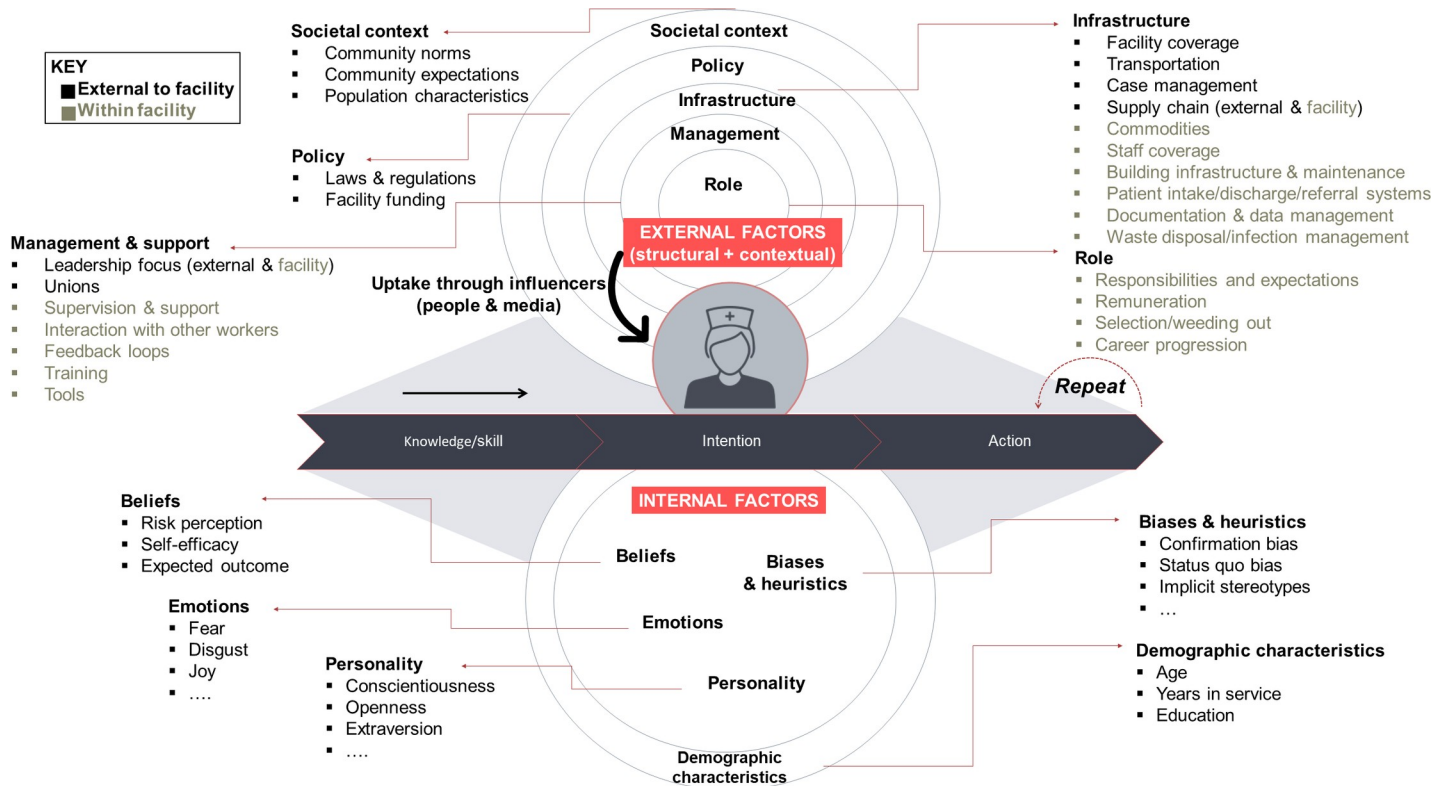 KEY
■ External to facility
■ Within facility
Societal context
▪ Community norms
▪ Community expectations
▪ Population characteristics
Policy
▪ Laws & regulations
▪ Facility funding
Management & support
▪ Leadership focus (external & facility)
▪ Unions
▪ Supervision & support
▪ Interaction with other workers
▪ Feedback loops
▪ Training
▪ Tools
Societal context
Policy
Infrastructure
Management
Role
EXTERNAL FACTORS
(structural + contextual)
Uptake through influencers
(people & media)
Infrastructure
▪ Facility coverage
▪ Transportation
▪ Case management
▪ Supply chain (external & facility)
▪ Commodities
▪ Staff coverage
▪ Building infrastructure & maintenance
▪ Patient intake/discharge/referral systems
▪ Documentation & data management
▪ Waste disposal/infection management
Role
▪ Responsibilities and expectations
▪ Remuneration
▪ Selection/weeding out
▪ Career progression
Repeat
Knowledge/skill
Intention
Action
INTERNAL FACTORS
Beliefs
Biases
& heuristics
Emotions
Personality
Demographic
characteristics
Beliefs
▪ Risk perception
▪ Self-efficacy
▪ Expected outcome
Emotions
▪ Fear
▪ Disgust
▪ Joy
▪ ….
Personality
▪ Conscientiousness
▪ Openness
▪ Extraversion
▪ ….
Biases & heuristics
▪ Confirmation bias
▪ Status quo bias
▪ Implicit stereotypes
▪ …
Demographic characteristics
▪ Age
▪ Years in service
▪ Education